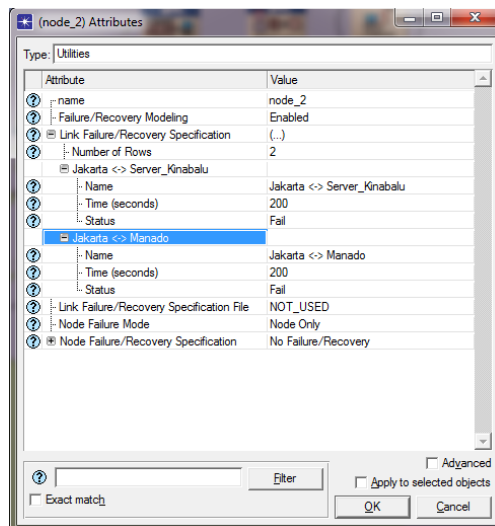 (node_2) Attributes
Type: Utilities
Attribute Value
name node_2
Failure/Recovery Modeling Enabled
Link Failure/Recovery Specification (...)
Number of Rows 2
Jakarta <-> Server_Kinabalu
Name Jakarta <-> Server_Kinabalu
Time (seconds) 200
Status Fail
Jakarta <-> Manado
Name Jakarta <-> Manado
Time (seconds) 200
Status Fail
Link Failure/Recovery Specification File NOT_USED
Node Failure Mode Node Only
Node Failure/Recovery Specification No Failure/Recovery
Advanced
Filter Apply to selected objects
Exact match
OK Cancel